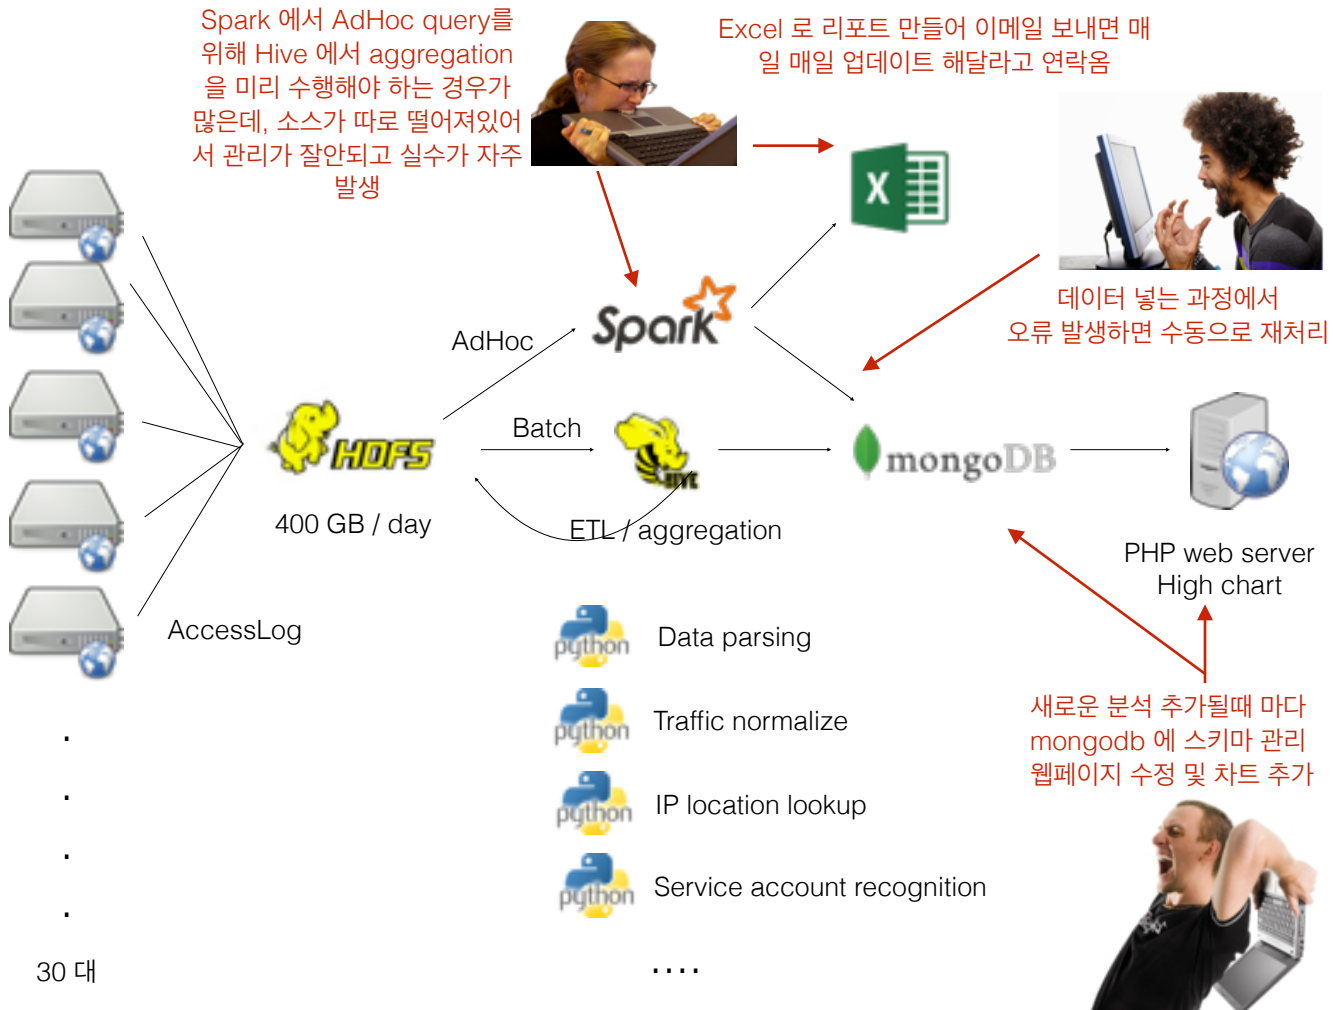 Spark 에서 AdHoc query를
위해 Hive 에서 aggregation
을 미리 수행해야 하는 경우가
많은데, 소스가 따로 떨어져있어
서 관리가 잘안되고 실수가 자주
발생
Excel 로 리포트 만들어 이메일 보내면 매
일 매일 업데이트 해달라고 연락옴
X
데이터 넣는 과정에서
오류 발생하면 수동으로 재처리
Spark
AdHoc
HDFS
400 GB / day
Batch
HIVE
ETL / aggregation
mongoDB
PHP web server
High chart
AccessLog
python
Data parsing
python
Traffic normalize
python
IP location lookup
python
Service account recognition
....
새로운 분석 추가될때 마다
mongodb 에 스키마 관리
웹페이지 수정 및 차트 추가
.
.
.
.
30 대